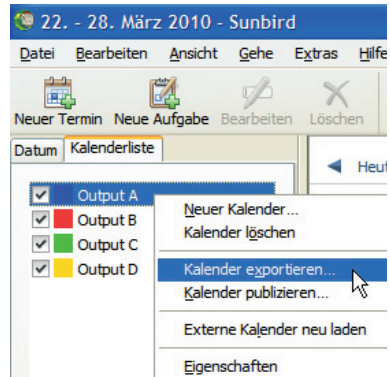 22. - 28. März 2010 - Sunbird
Datei Bearbeiten Ansicht Gehe Extras Hilfe
Neuer Termin Neue Aufgabe Bearbeiten Löschen
Datum Kalenderliste
Heut
Output A
Output B
Output C
Output D
Neuer Kalender...
Kalender löschen
Kalender exportieren...
Kalender publizieren...
Externe Kalender neu laden
Eigenschaften